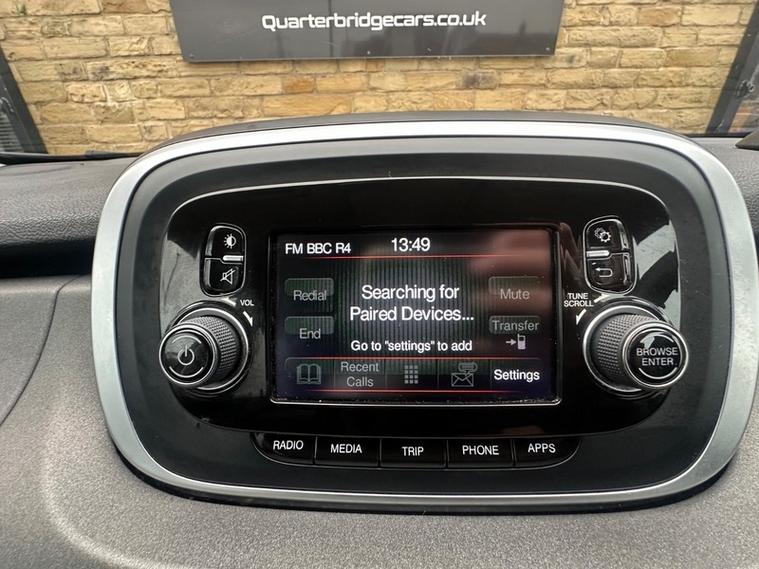 Quarterbridgecars.co.uk
FM BBC R4 13:49
Redial
Searching for
Paired Devices...
Mute
End
Transfer
Go to "settings" to add
Recent
Calls
Settings
VOL
TUNE
SCROLL
BROWSE
ENTER
RADIO
MEDIA
TRIP
PHONE
APPS